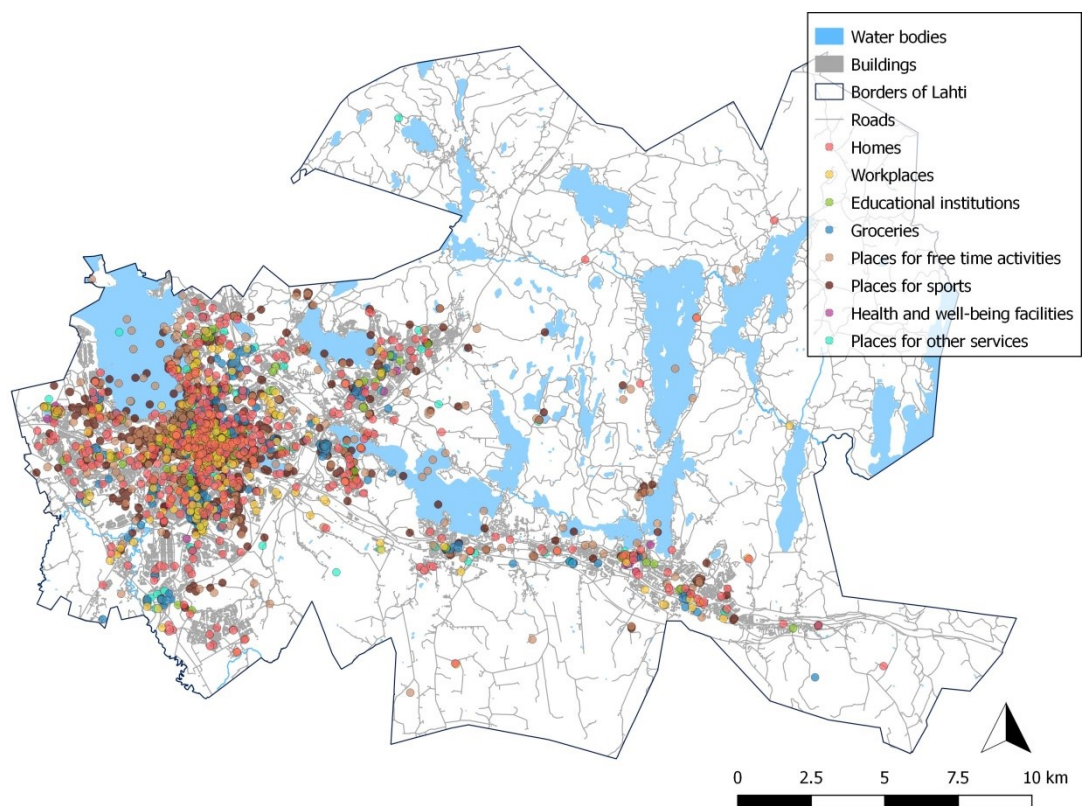 Water bodies
Buildings
Borders of Lahti
Roads
Homes
Workplaces
Educational institutions
Groceries
Places for free time activities
Places for sports
Health and well-being facilities
Places for other services
0 2.5 5 7.5 10 km